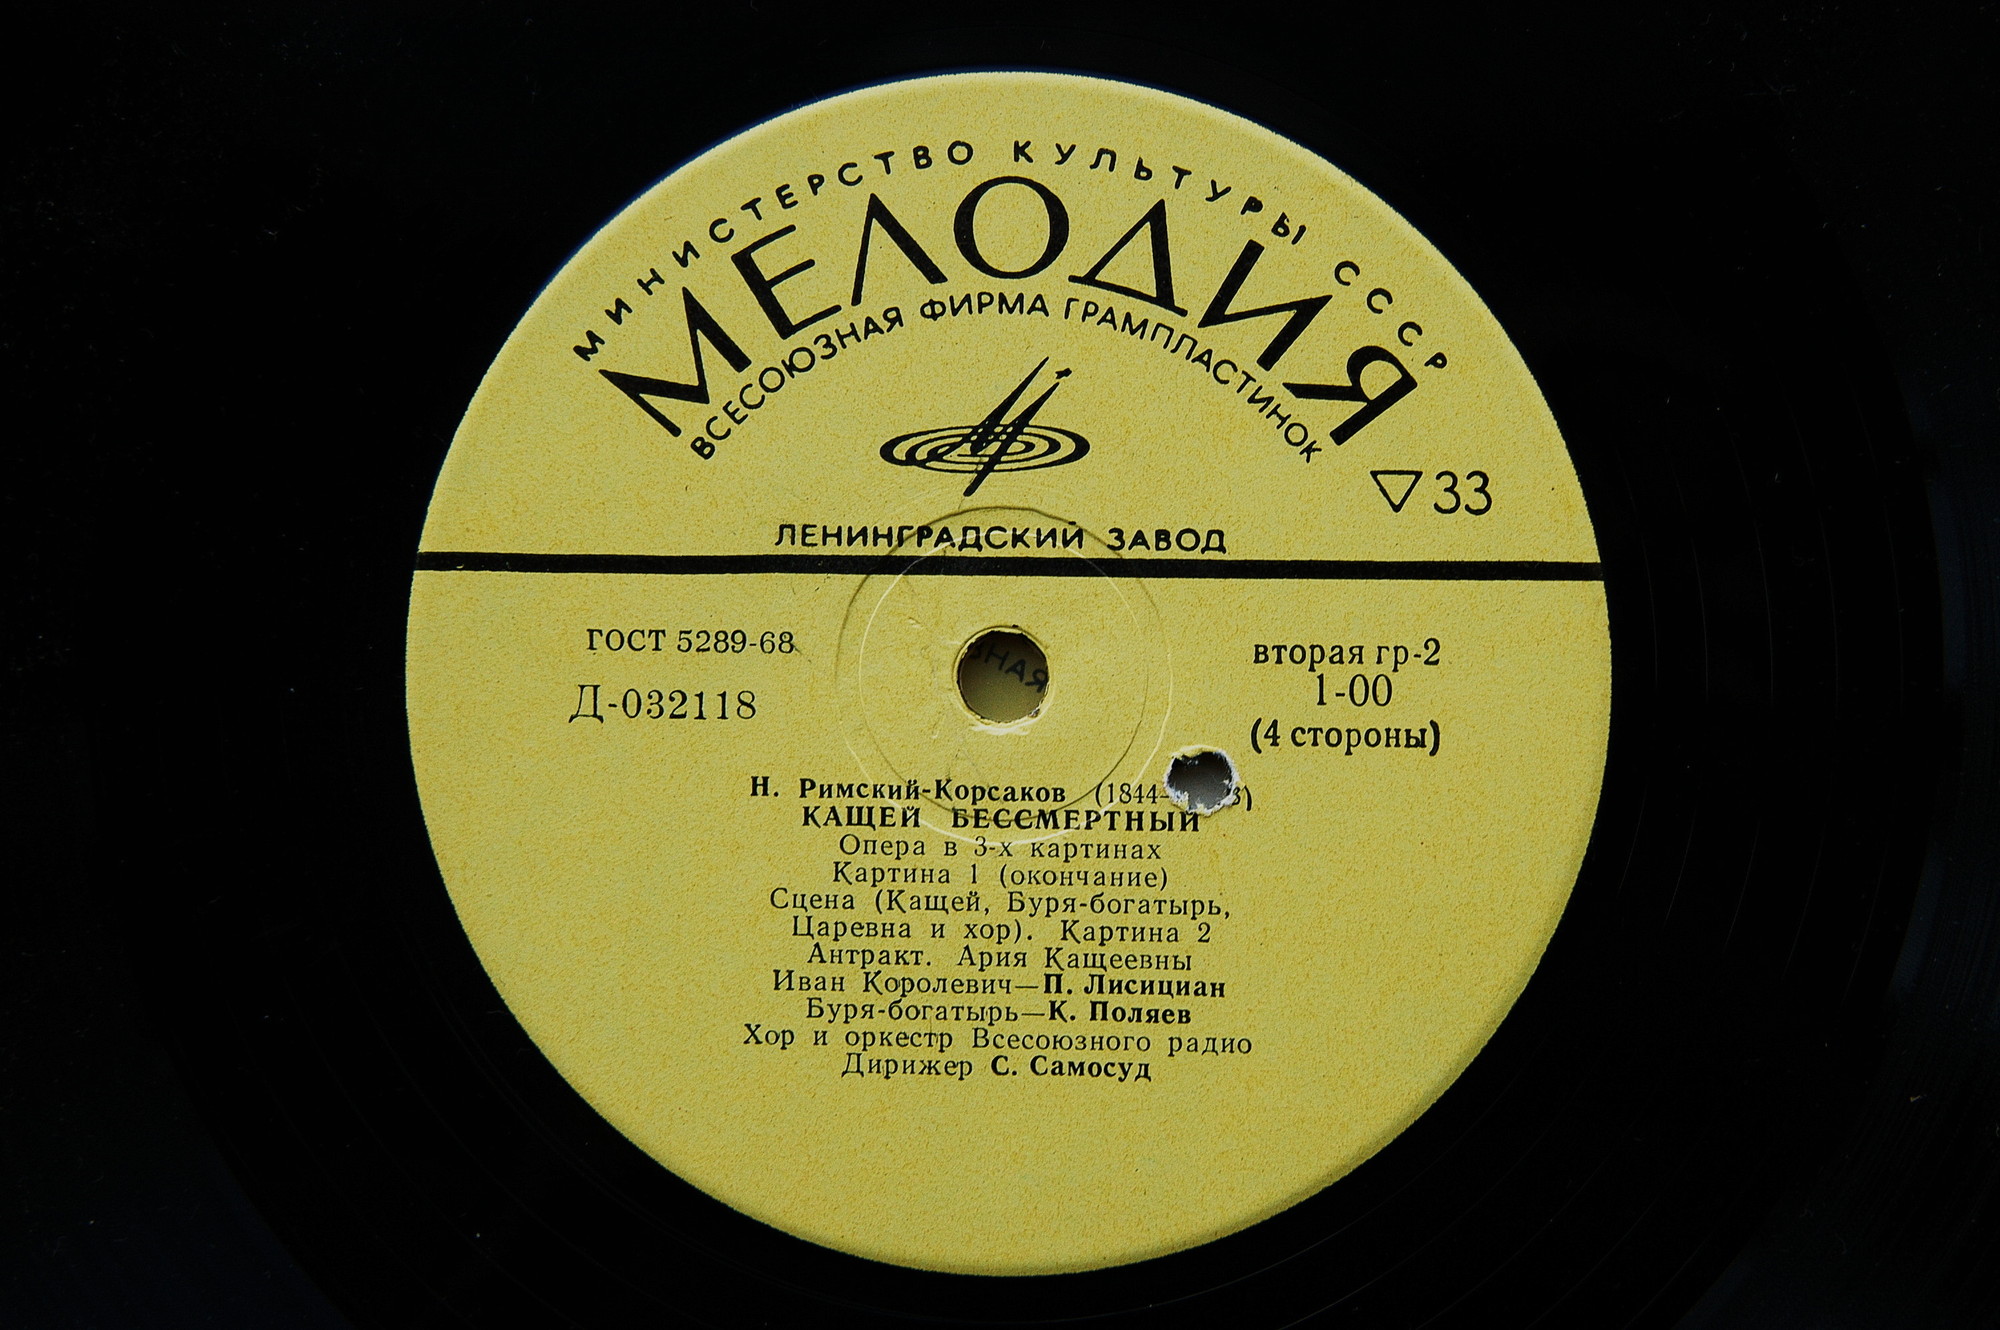 МИНИСТЕРСТВО КУЛЬТУРЫ СССР
МЕЛОДИЯ
ВСЕСОЮЗНАЯ ФИРМА ГРАМПЛАСТИНОК
33
ЛЕНИНГРАДСКИЙ ЗАВОД
ГОСТ 5289-68
Д-032118
вторая гр-2
1-00
(4 стороны)
Н. Римский-Корсаков (1844-
КАЩЕЙ БЕССМЕРТНЫЙ
Опера в 3-х картинах
Картина 1 (окончание)
Сцена (Кащей, Буря-богатырь,
Царевна и хор). Картина 2
Антракт. Ария Кащеевны
Иван Королевич—П. Лисициан
Буря-богатырь—К. Поляев
Хор и оркестр Всесоюзного радио
Дирижер С. Самосуд